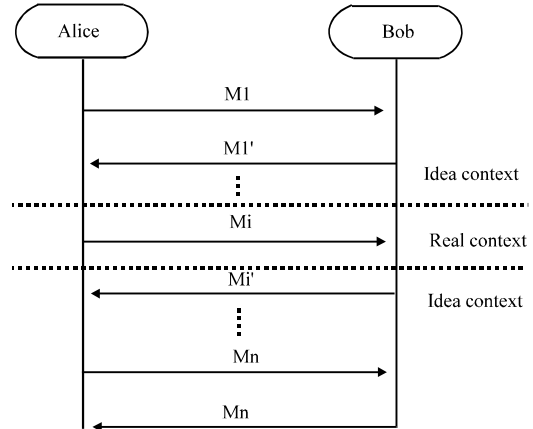 Alice
Bob
M1
M1'
Idea context
Mi
Real context
Mi'
Idea context
Mn
Mn